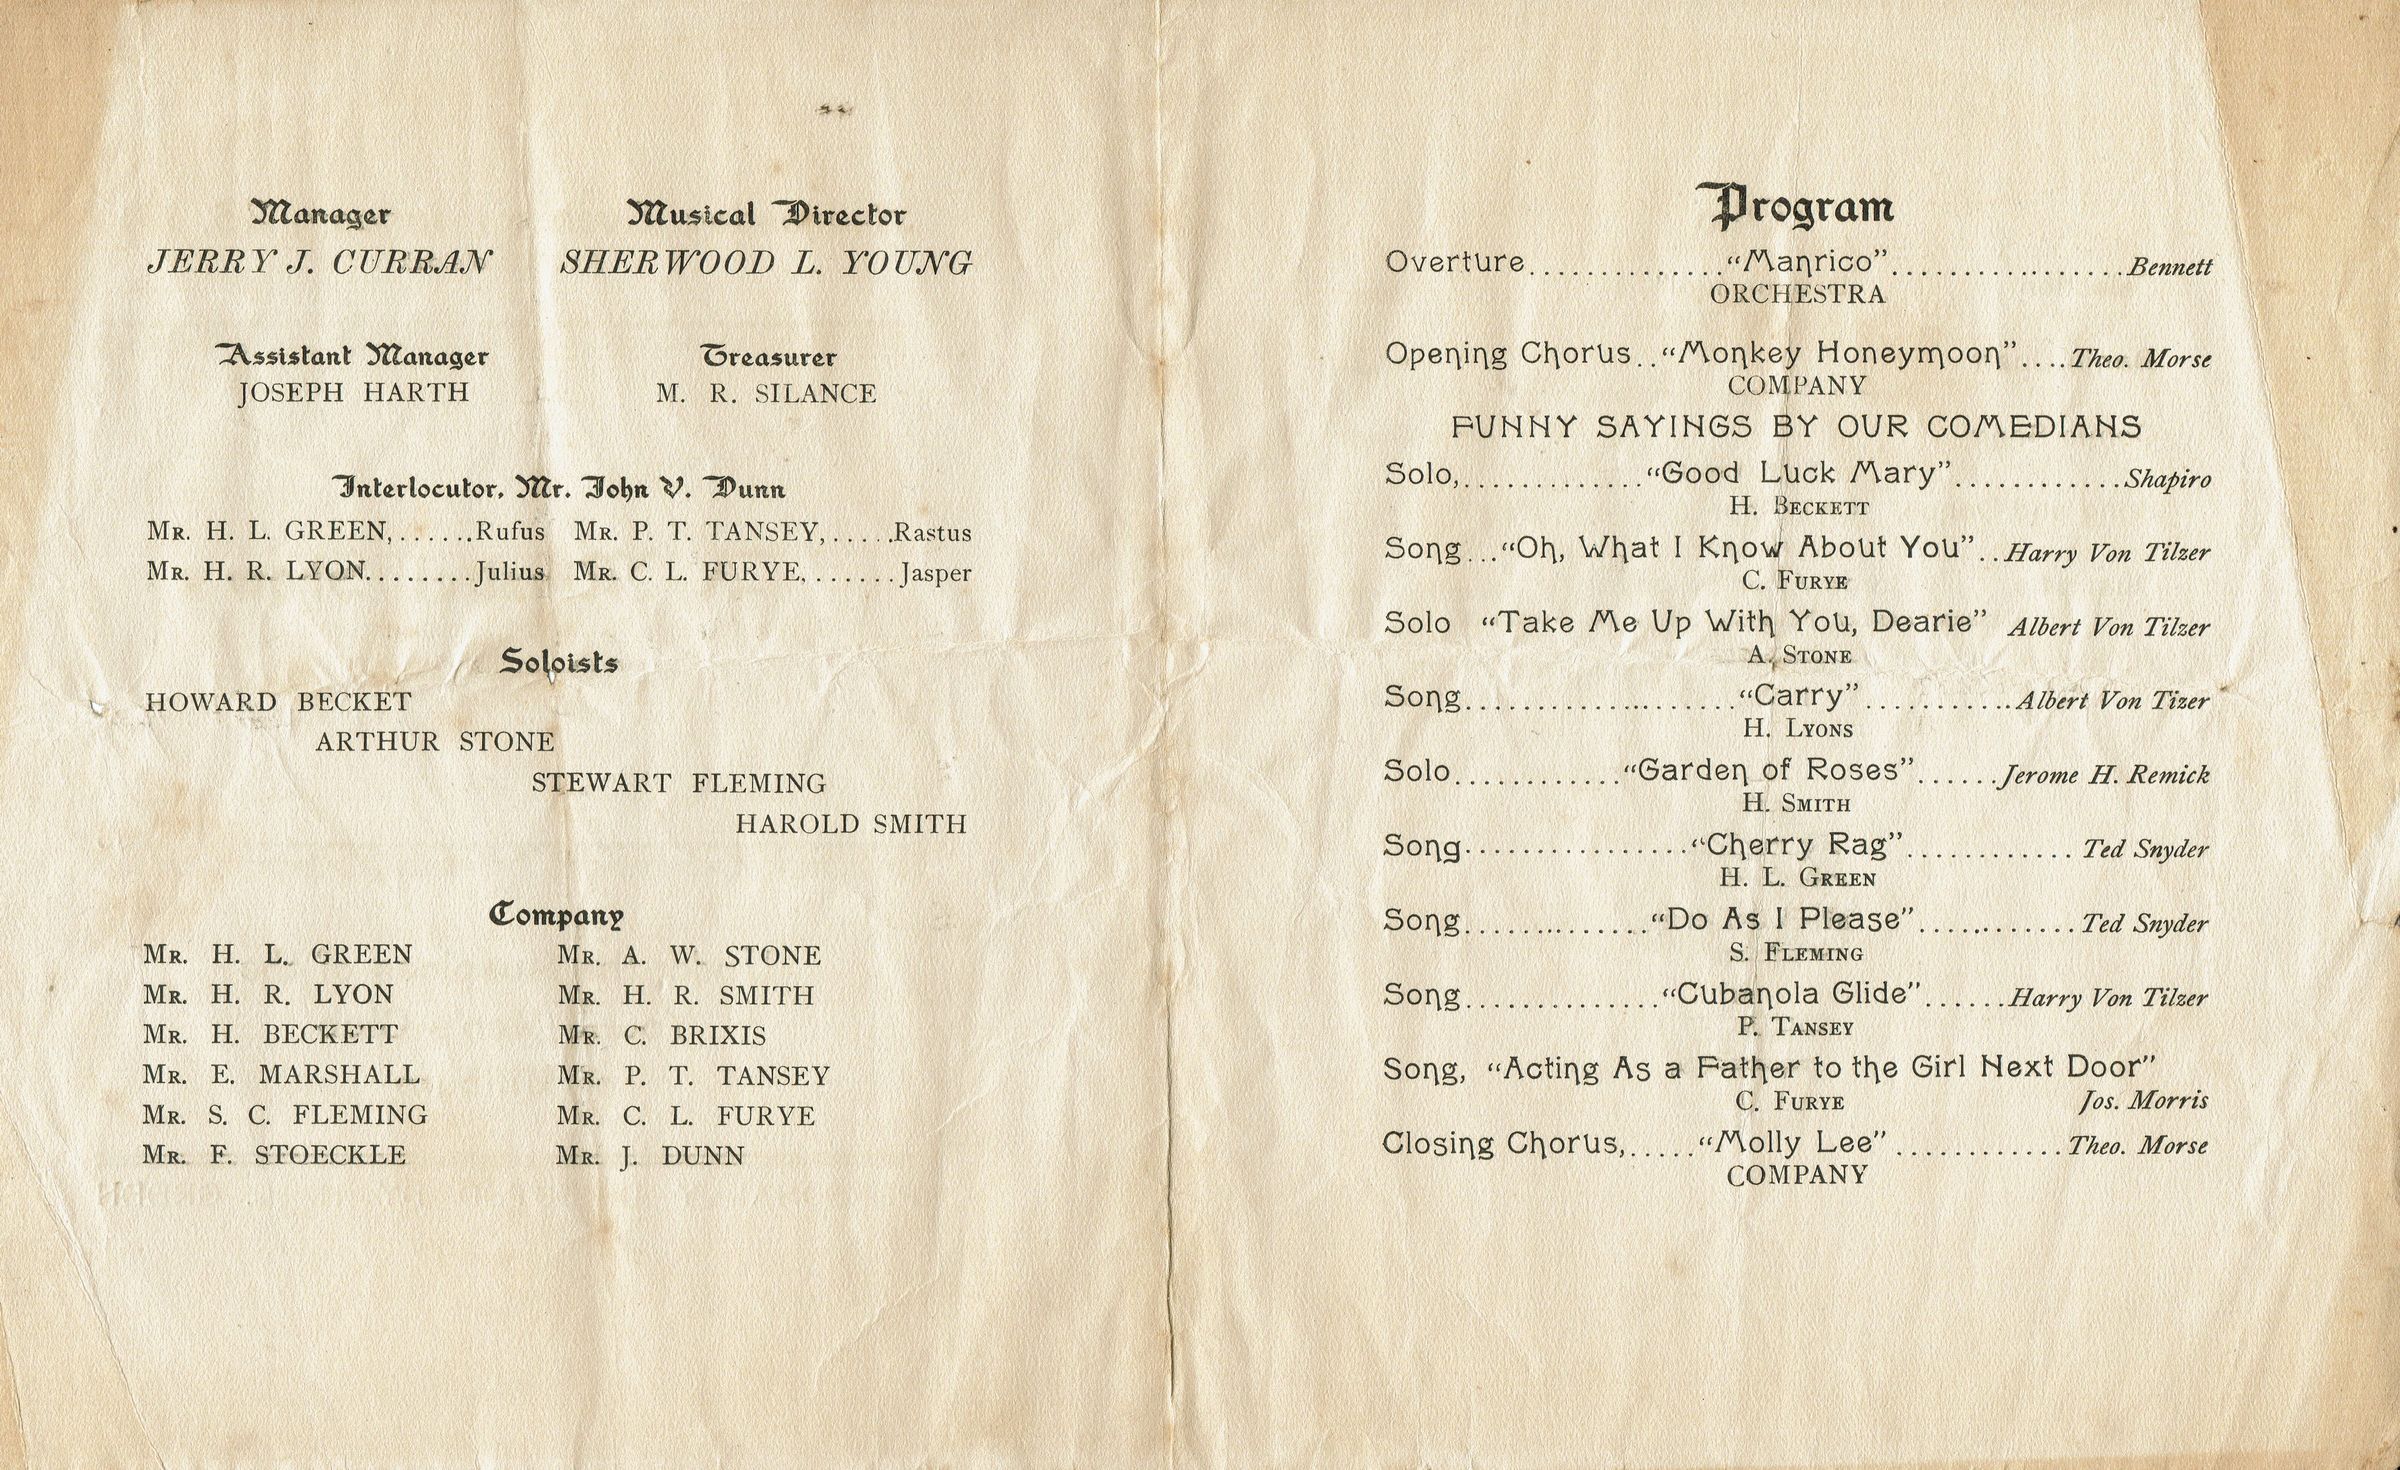 Manager
JERRY J. CURRAN
Musical Director
SHERWOOD L. YOUNG
Assistant Manager
JOSEPH HARTH
Treasurer
M. R. SILANCE
Interlocutor, Mr. John V. Dunn
MR. H. L. GREEN,......Rufus MR. P. T. TANSEY,.....Rastus
MR. H. R. LYON........Julius MR. C. L. FURYE,......Jasper
Soloists
HOWARD BECKET
ARTHUR STONE
STEWART FLEMING
HAROLD SMITH
Company
MR. H. L. GREEN
MR. H. R. LYON
MR. H. BECKETT
MR. E. MARSHALL
MR. S. C. FLEMING
MR. F. STOECKLE
MR. A. W. STONE
MR. H. R. SMITH
MR. C. BRIXIS
MR. P. T. TANSEY
MR. C. L. FURYE
MR. J. DUNN
Program
Overture..............“Manrico”.................Bennett
ORCHESTRA
Opening Chorus..“Monkey Honeymoon”....Theo. Morse
COMPANY
FUNNY SAYINGS BY OUR COMEDIANS
Solo,.............“Good Luck Mary”............Shapiro
H. BECKETT
Song...“Oh, What I Know About You”..Harry Von Tilzer
C. FURYE
Solo “Take Me Up With You, Dearie” Albert Von Tilzer
A. STONE
Song....................“Carry”...........Albert Von Tizer
H. LYONS
Solo............“Garden of Roses”......Jerome H. Remick
H. SMITH
Song................“Cherry Rag”............Ted Snyder
H. L. GREEN
Song..............“Do As I Please”............Ted Snyder
S. FLEMING
Song..............“Cubanola Glide”......Harry Von Tilzer
P. TANSEY
Song, “Acting As a Father to the Girl Next Door”
C. FURYE Jos. Morris
Closing Chorus,.....“Molly Lee”............Theo. Morse
COMPANY